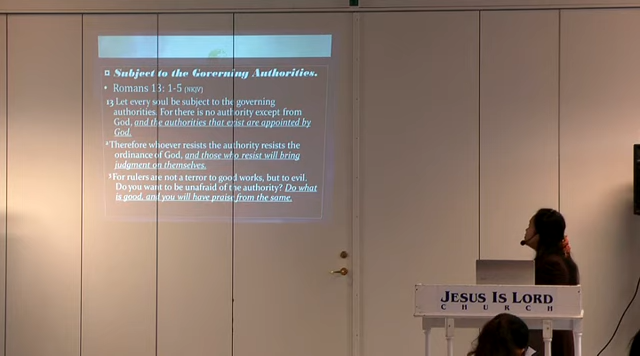 Subject to the Governing Authorities.
• Romans 13: 1-5 (NKJV)
13 Let every soul be subject to the governing
authorities. For there is no authority except from
God, and the authorities that exist are appointed by
God.
2 Therefore whoever resists the authority resists the
ordinance of God, and those who resist will bring
judgment on themselves.
3 For rulers are not a terror to good works, but to evil.
Do you want to be unafraid of the authority? Do what
is good, and you will have praise from the same.
JESUS IS LORD
CHURCH